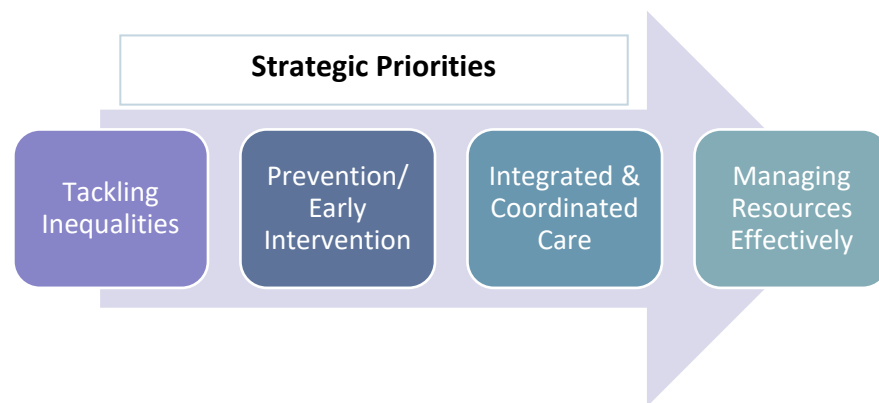 Strategic Priorities
Tackling
Inequalities
Prevention/
Early
Intervention
Integrated &
Coordinated
Care
Managing
Resources
Effectively